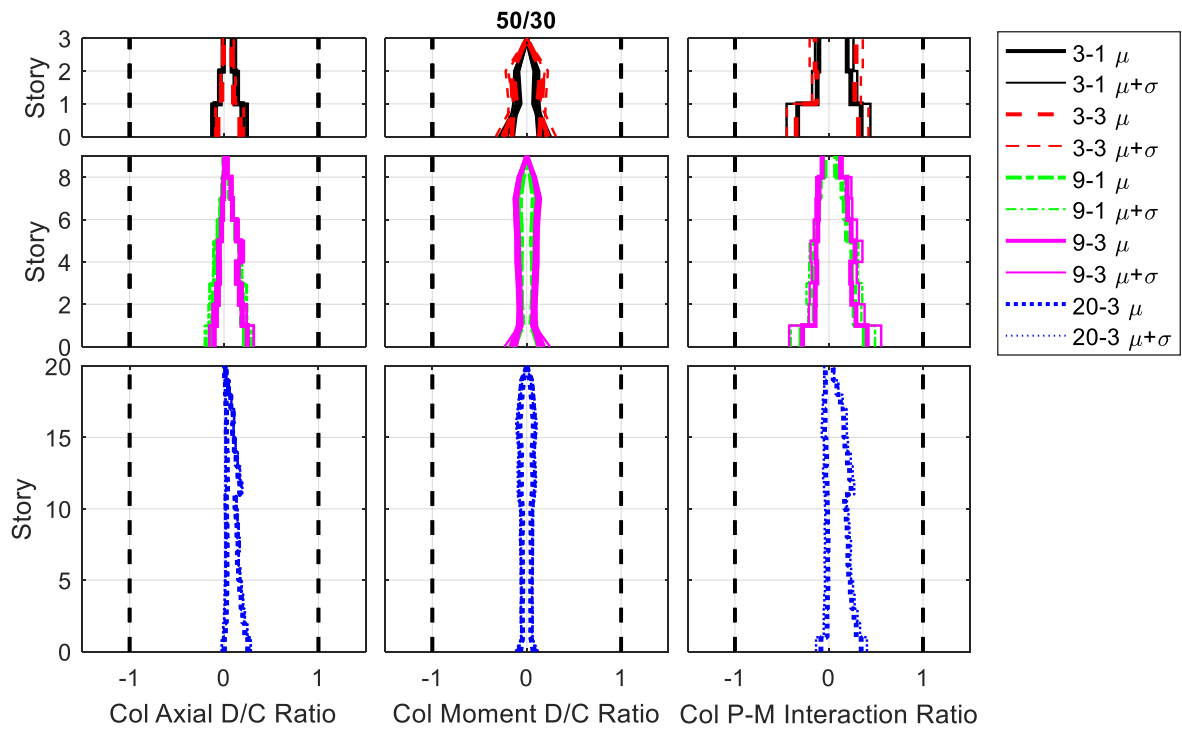 50/30
3
2
1
0
Story
8
6
4
2
0
Story
20
15
10
5
0
Story
-1 0 1 -1 0 1 -1 0 1
Col Axial D/C Ratio Col Moment D/C Ratio Col P-M Interaction Ratio
3-1 μ
3-1 μ+σ
3-3 μ
3-3 μ+σ
9-1 μ
9-1 μ+σ
9-3 μ
9-3 μ+σ
20-3 μ
20-3 μ+σ